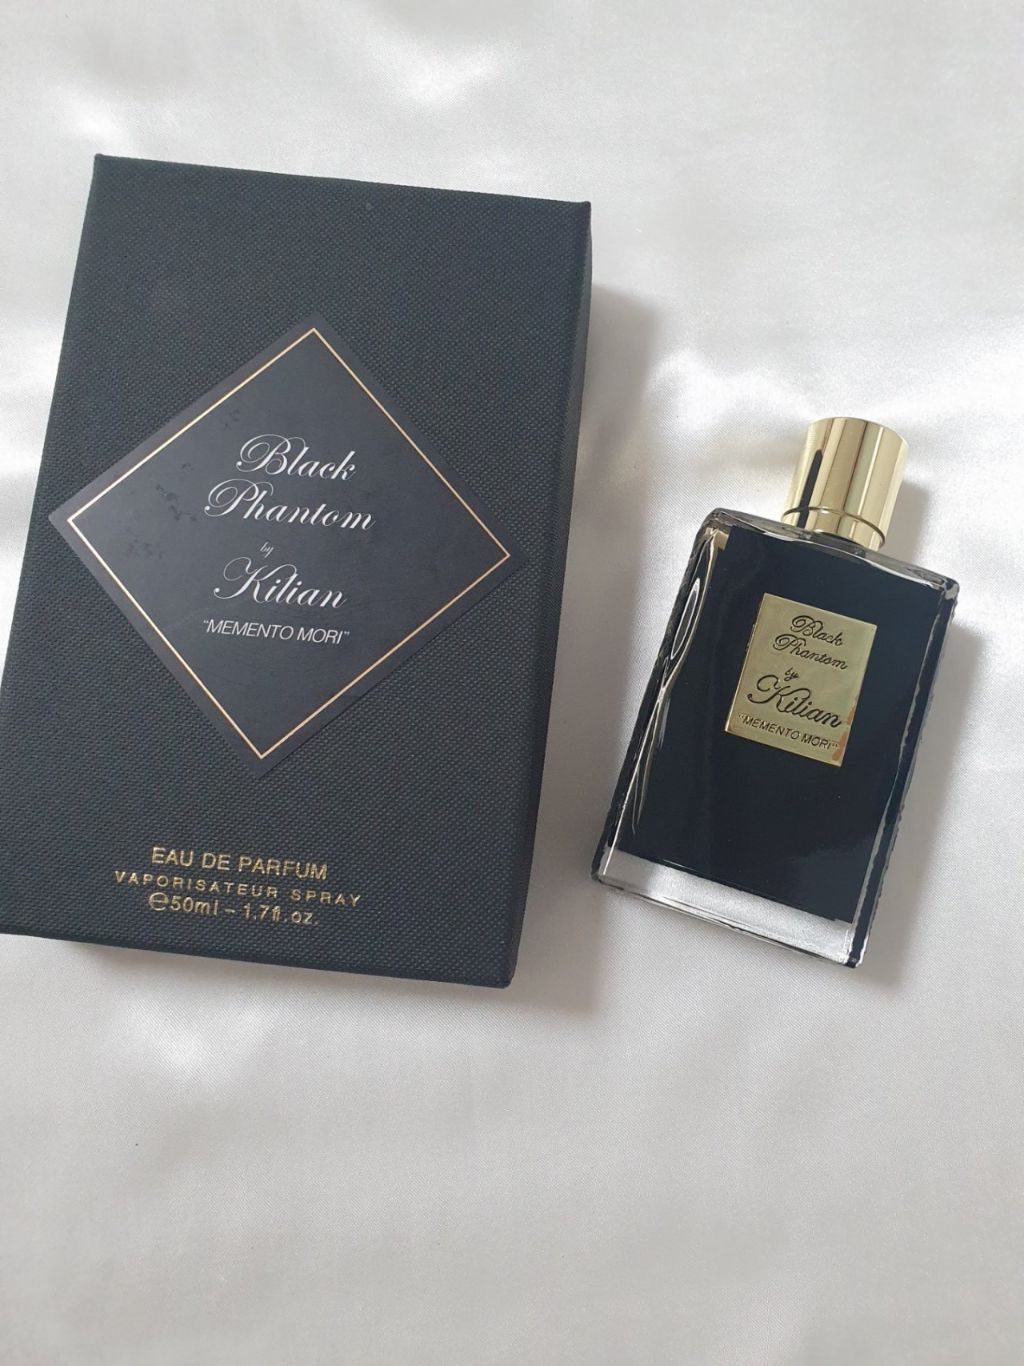 Black
Phantom
by
Kilian
"MEMENTO MORI"
EAU DE PARFUM
VAPORISATEUR SPRAY
℮50ml – 1.7fl.oz.
Black
Phantom
by
Kilian
"MEMENTO MORI"